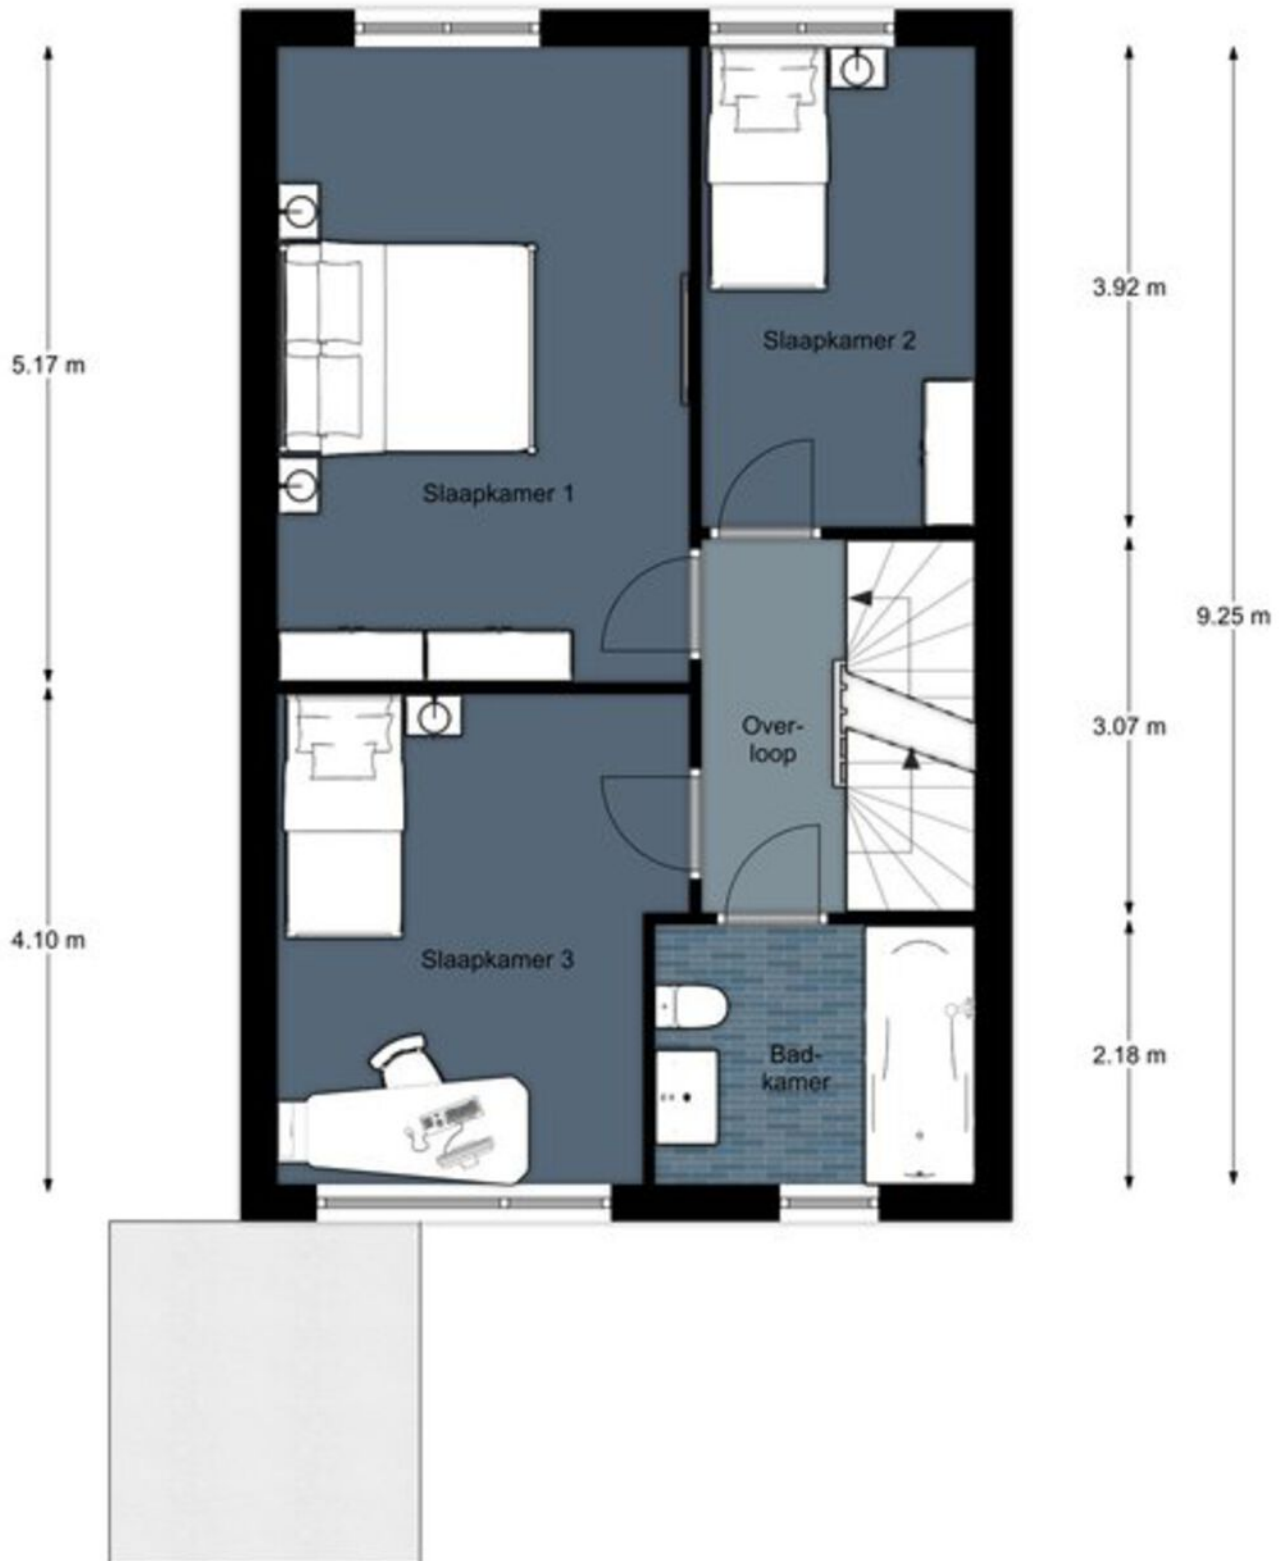 3.92 m
Slaapkamer 2
5.17 m
Slaapkamer 1
9.25 m
Over-
loop
3.07 m
4.10 m
Slaapkamer 3
Bad-
kamer
2.18 m